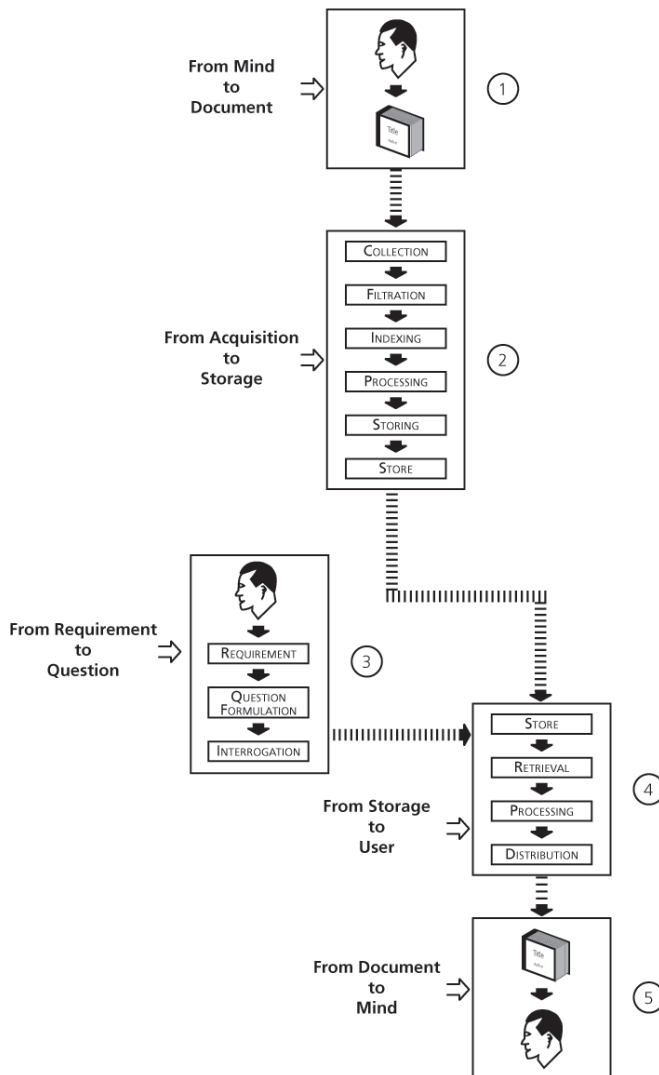 From Mind
to
Document
1
Title
Author
COLLECTION
FILTRATION
INDEXING
PROCESSING
STORING
STORE
From Acquisition
to
Storage
2
From Requirement
to
Question
REQUIREMENT
QUESTION
FORMULATION
INTERROGATION
3
STORE
RETRIEVAL
PROCESSING
DISTRIBUTION
From Storage
to
User
4
From Document
to
Mind
Title
Author
5